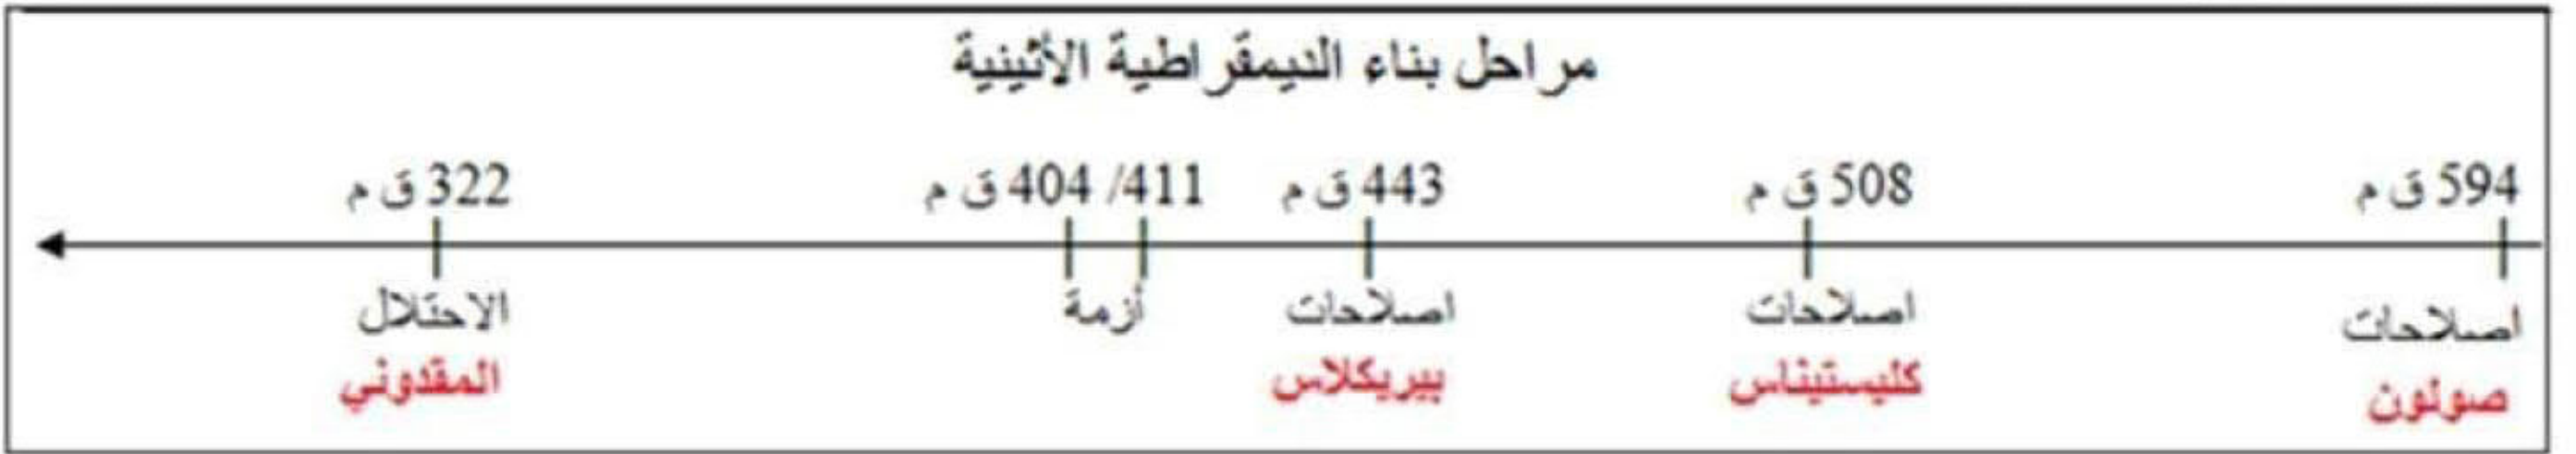 مراحل بناء الديمقراطية الأثينية
594 ق م
508 ق م
443 ق م
411/ 404 ق م
322 ق م
اصلاحات
صولون
اصلاحات
كليستيناس
اصلاحات
بيريكلاس
أزمة
الاحتلال
المقدوني